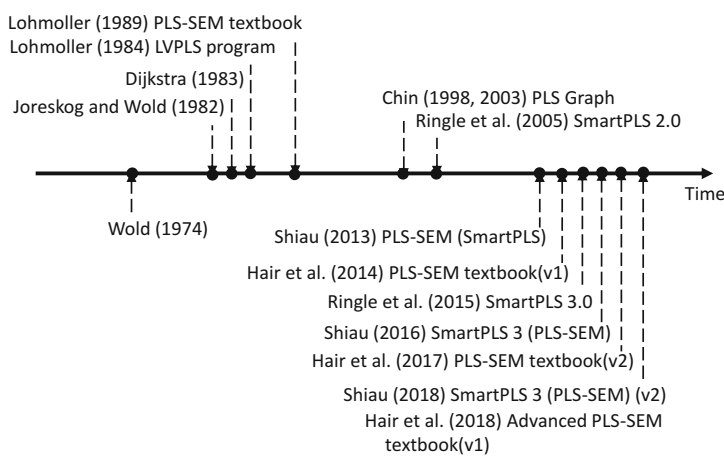 Lohmoller (1989) PLS-SEM textbook
Lohmoller (1984) LVPLS program
Dijkstra (1983)
Joreskog and Wold (1982)
Chin (1998, 2003) PLS Graph
Ringle et al. (2005) SmartPLS 2.0
Time
Wold (1974)
Shiau (2013) PLS-SEM (SmartPLS)
Hair et al. (2014) PLS-SEM textbook(v1)
Ringle et al. (2015) SmartPLS 3.0
Shiau (2016) SmartPLS 3 (PLS-SEM)
Hair et al. (2017) PLS-SEM textbook(v2)
Shiau (2018) SmartPLS 3 (PLS-SEM) (v2)
Hair et al. (2018) Advanced PLS-SEM
textbook(v1)